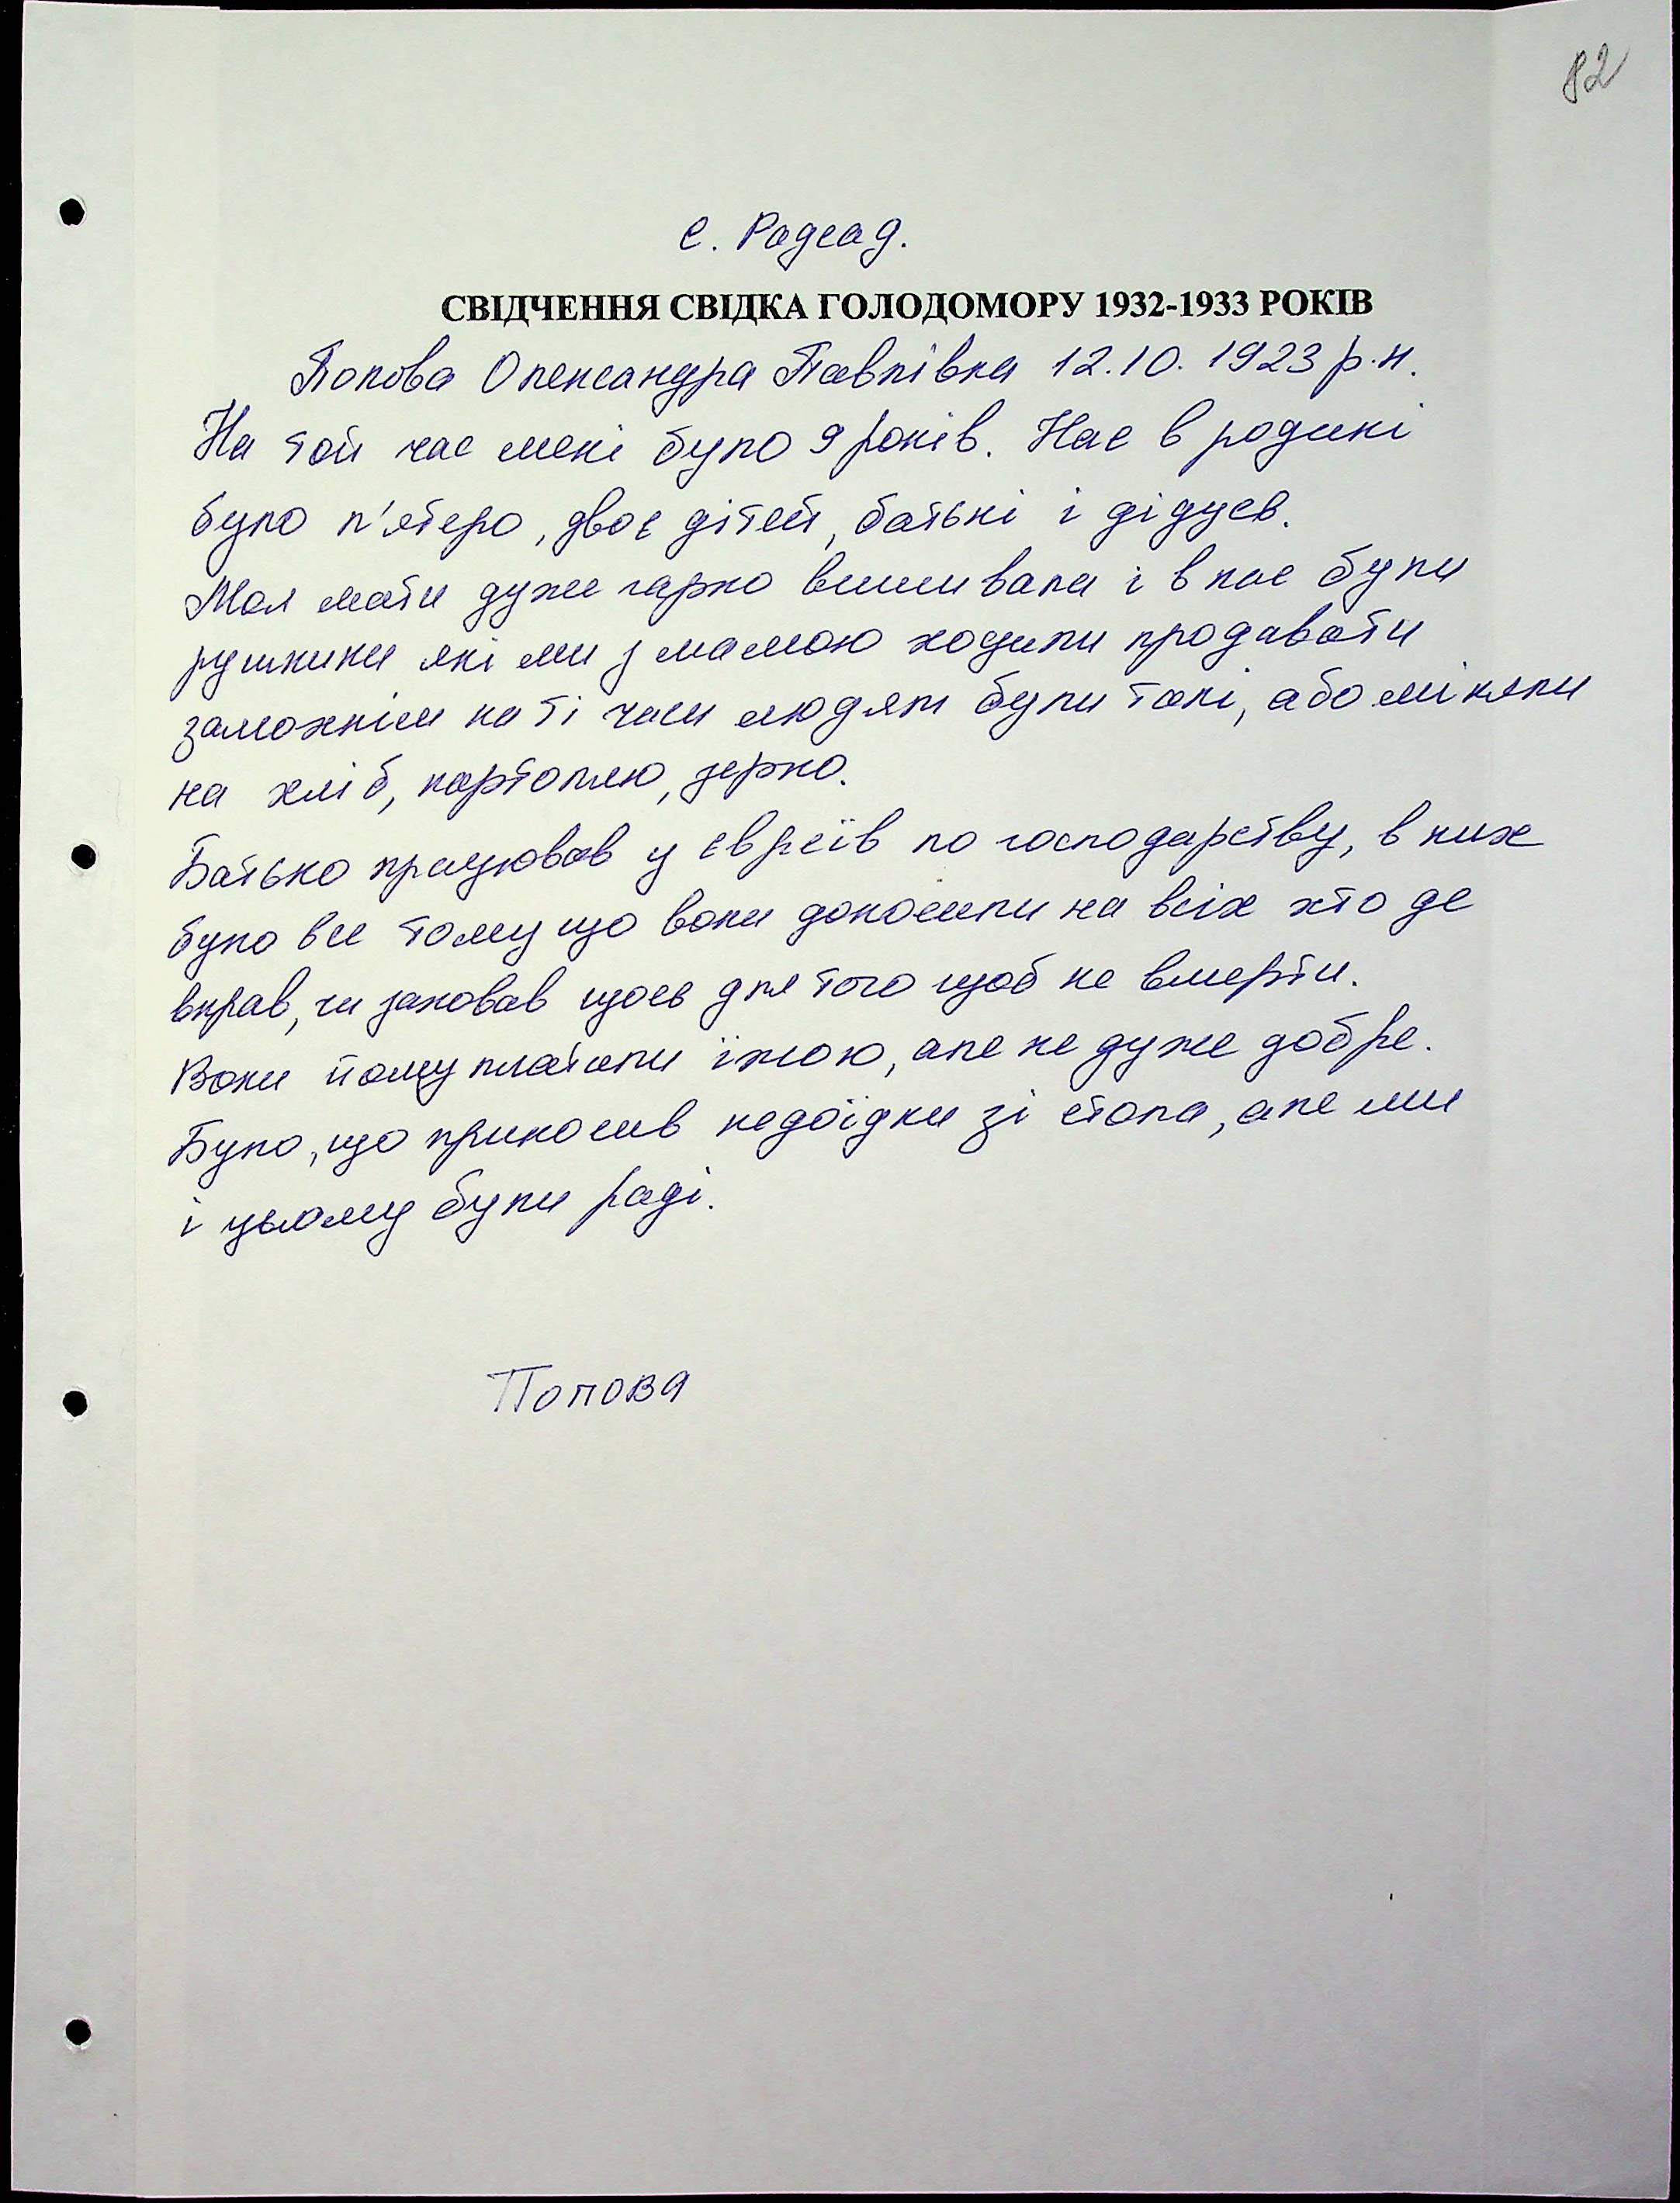 82
с. Радсад.
СВІДЧЕННЯ СВІДКА ГОЛОДОМОРУ 1932-1933 РОКІВ
Попова Олександра Павлівна 12.10.1923 р.н.
На той час мені було 9 років. Нас в родині
було п'ятеро, двоє дітей, батькі і дідусь.
Моя мати дуже гарно вишивала і в нас були
рушники які ми з мамою ходили продавати
заможнім на ті часи людям були такі, або міняли
на хліб, картоплю, зерно.
Батько працював у євреїв по господарству, в них
було все тому що вони доносили на всіх хто де
вкрав, чи заховав щось для того щоб не вмерти.
Вони йому платили їжою, але не дуже добре.
Було, що приносив недоїдки зі стола, але ми
і цьому були раді.
Попова